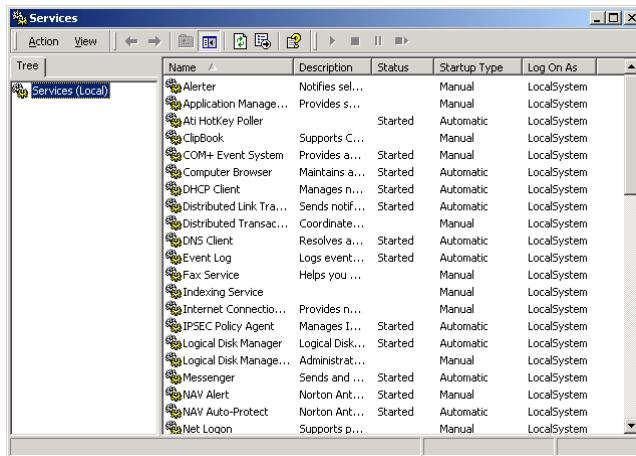 Services
Action View
Tree
Services (Local)
Name Description Status Startup Type Log On As
Alerter Notifies sel... Manual LocalSystem
Application Manage... Provides s... Manual LocalSystem
Ati HotKey Poller Started Automatic LocalSystem
ClipBook Supports C... Manual LocalSystem
COM+ Event System Provides a... Started Manual LocalSystem
Computer Browser Maintains a... Started Automatic LocalSystem
DHCP Client Manages n... Started Automatic LocalSystem
Distributed Link Tra... Sends notif... Started Automatic LocalSystem
Distributed Transac... Coordinate... Manual LocalSystem
DNS Client Resolves a... Started Automatic LocalSystem
Event Log Logs event... Started Automatic LocalSystem
Fax Service Helps you ... Manual LocalSystem
Indexing Service Manual LocalSystem
Internet Connectio... Provides n... Manual LocalSystem
IPSEC Policy Agent Manages I... Started Automatic LocalSystem
Logical Disk Manager Logical Disk... Started Automatic LocalSystem
Logical Disk Manage... Administrat... Manual LocalSystem
Messenger Sends and ... Started Automatic LocalSystem
NAV Alert Norton Ant... Started Manual LocalSystem
NAV Auto-Protect Norton Ant... Started Automatic LocalSystem
Net Logon Supports p... Manual LocalSystem